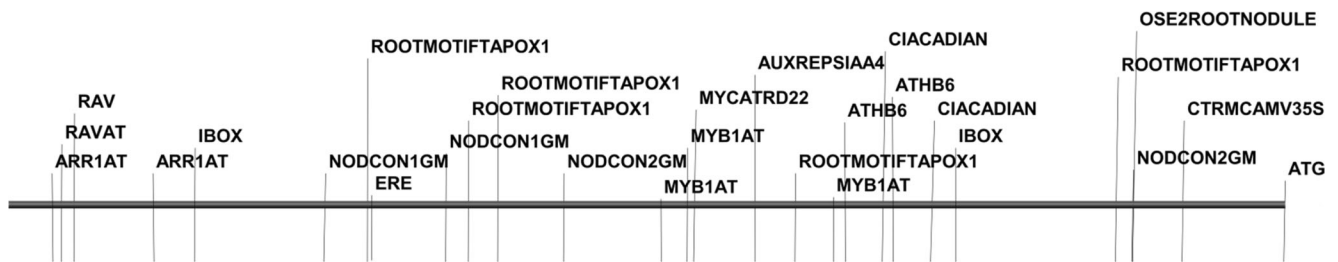 OSE2ROOTNODULE
CIACADIAN
ROOTMOTIFTAPOX1
AUXREPSIAA4
ROOTMOTIFTAPOX1
ROOTMOTIFTAPOX1
ATHB6
RAV
MYCATRD22
ROOTMOTIFTAPOX1
ATHB6
CIACADIAN
CTRMCAMV35S
RAVAT
IBOX
NODCON1GM
MYB1AT
IBOX
ARR1AT
ARR1AT
NODCON1GM
NODCON2GM
ROOTMOTIFTAPOX1
NODCON2GM
ATG
ERE
MYB1AT
MYB1AT